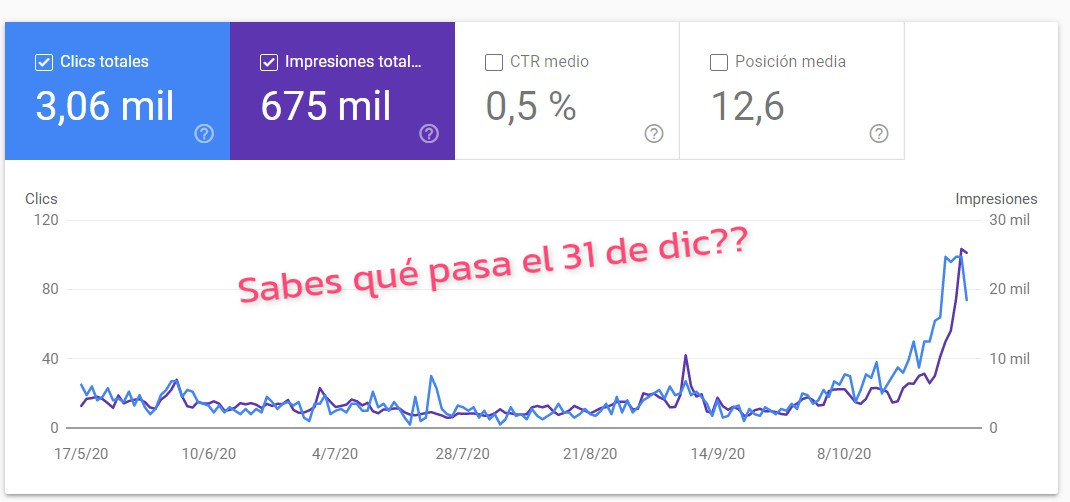 Clics totales
3,06 mil
Impresiones total...
675 mil
CTR medio
0,5 %
Posición media
12,6
Clics
Impresiones
120
30 mil
80
20 mil
40
10 mil
0
0
Sabes qué pasa el 31 de dic??
17/5/20
10/6/20
4/7/20
28/7/20
21/8/20
14/9/20
8/10/20